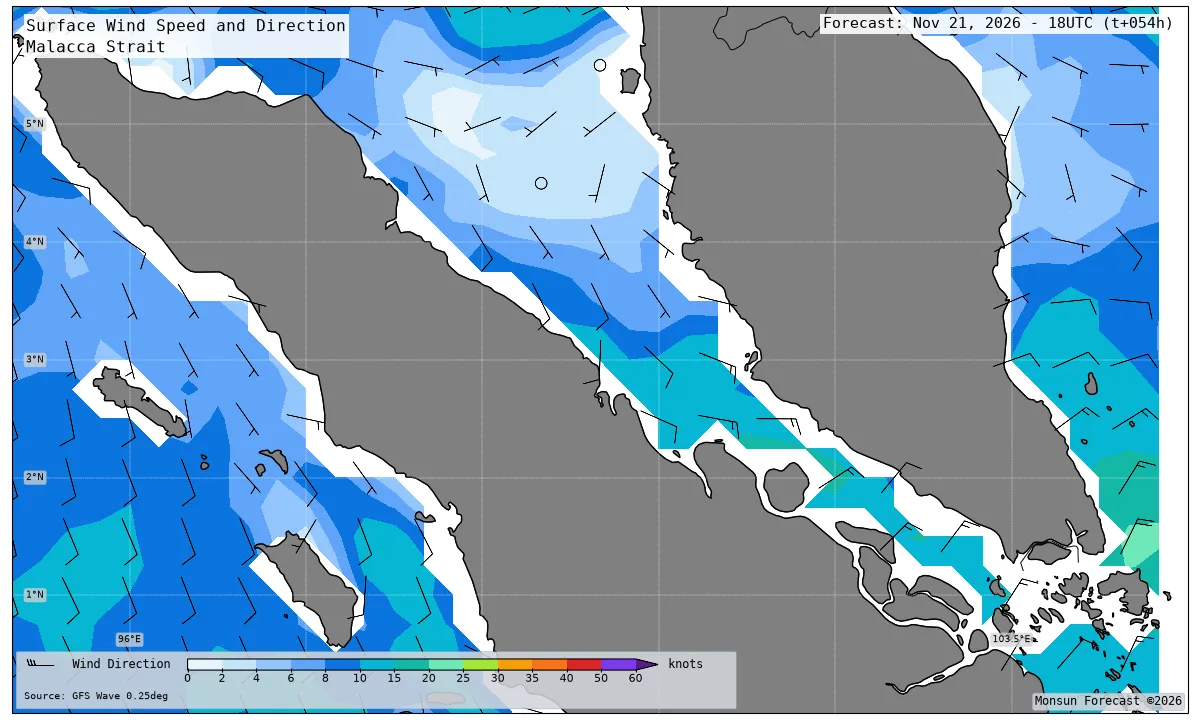 Surface Wind Speed and Direction
Malacca Strait
Forecast: Nov 21, 2026 - 18UTC (t+054h)
5°N
4°N
3°N
2°N
1°N
96°E
103.5°E
Wind Direction
0 2 4 6 8 10 15 20 25 30 35 40 50 60
knots
Source: GFS Wave 0.25deg
Monsun Forecast ©2026